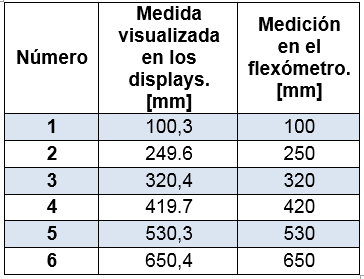 Número Medida visualizada en los displays. [mm] Medición en el flexómetro. [mm]
1 100,3 100
2 249.6 250
3 320,4 320
4 419.7 420
5 530,3 530
6 650,4 650